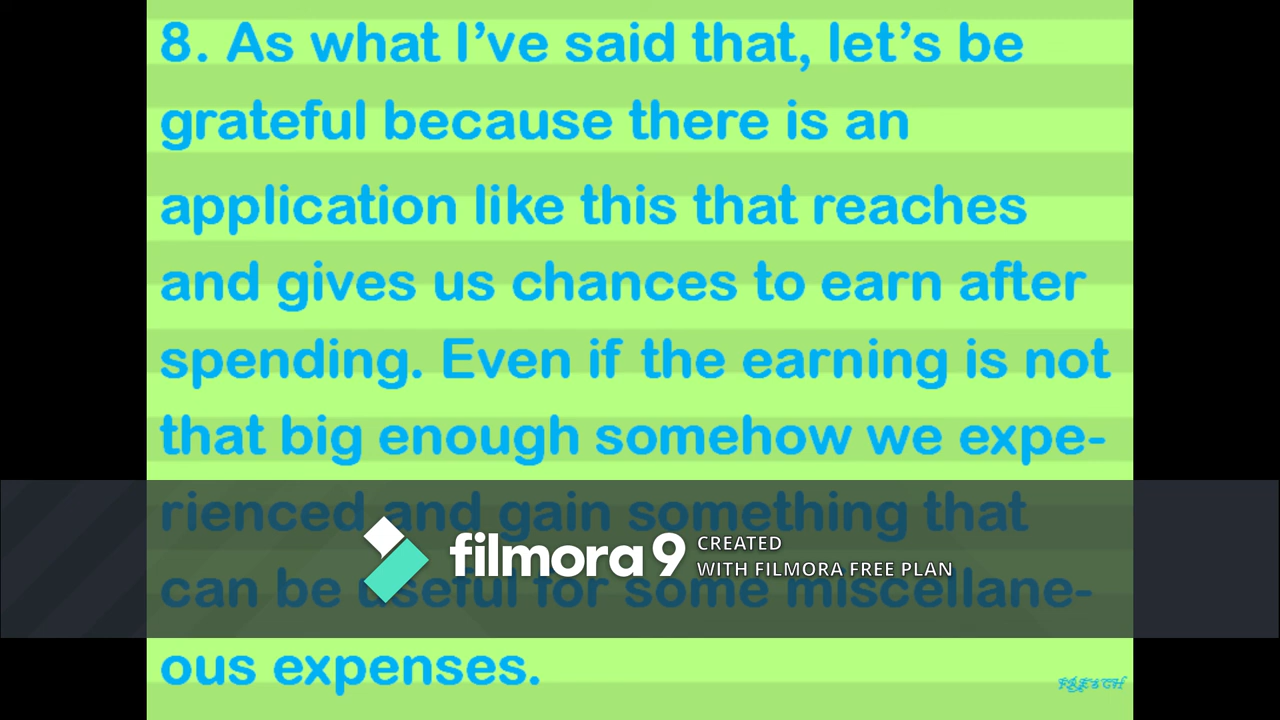 8. As what I've said that, let's be
grateful because there is an
application like this that reaches
and gives us chances to earn after
spending. Even if the earning is not
that big enough somehow we expe-
rienced and gain something that
can be useful for some miscellane-
ous expenses.
filmora 9 CREATED
WITH FILMORA FREE PLAN